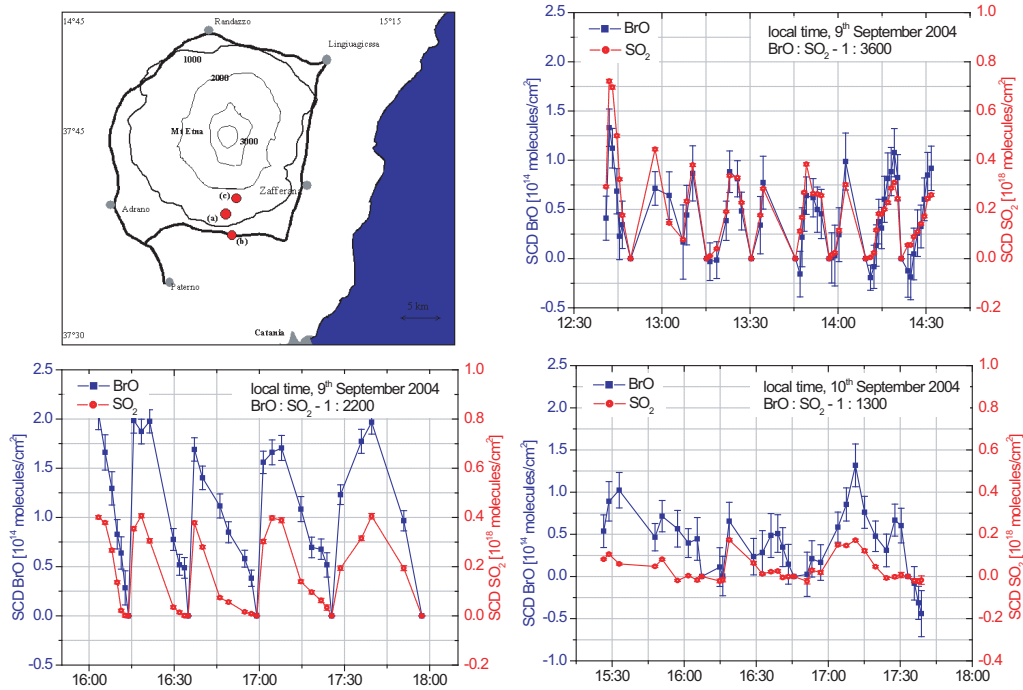 14°45
15°15
Randazzo
Linguaglossa
1000
2000
37°45
Mt Etna
3000
(c)
Zafferana
(a)
Adrano
(b)
Paterno
5 km
Catania
37°30
BrO
SO2
local time, 9th September 2004
BrO : SO2 - 1 : 3600
SCD BrO [10^14 molecules/cm2]
2.5
2.0
1.5
1.0
0.5
0.0
-0.5
SCD SO2 [10^18 molecules/cm2]
1.0
0.8
0.6
0.4
0.2
0.0
-0.2
12:30 13:00 13:30 14:00 14:30
BrO
SO2
local time, 9th September 2004
BrO : SO2 - 1 : 2200
SCD BrO [10^14 molecules/cm2]
2.5
2.0
1.5
1.0
0.5
0.0
-0.5
SCD SO2 [10^18 molecules/cm2]
1.0
0.8
0.6
0.4
0.2
0.0
-0.2
16:00 16:30 17:00 17:30 18:00
BrO
SO2
local time, 10th September 2004
BrO : SO2 - 1 : 1300
SCD BrO [10^14 molecules/cm2]
2.5
2.0
1.5
1.0
0.5
0.0
-0.5
-1.0
SCD SO2 [10^18 molecules/cm2]
1.0
0.8
0.6
0.4
0.2
0.0
-0.2
-0.4
15:30 16:00 16:30 17:00 17:30